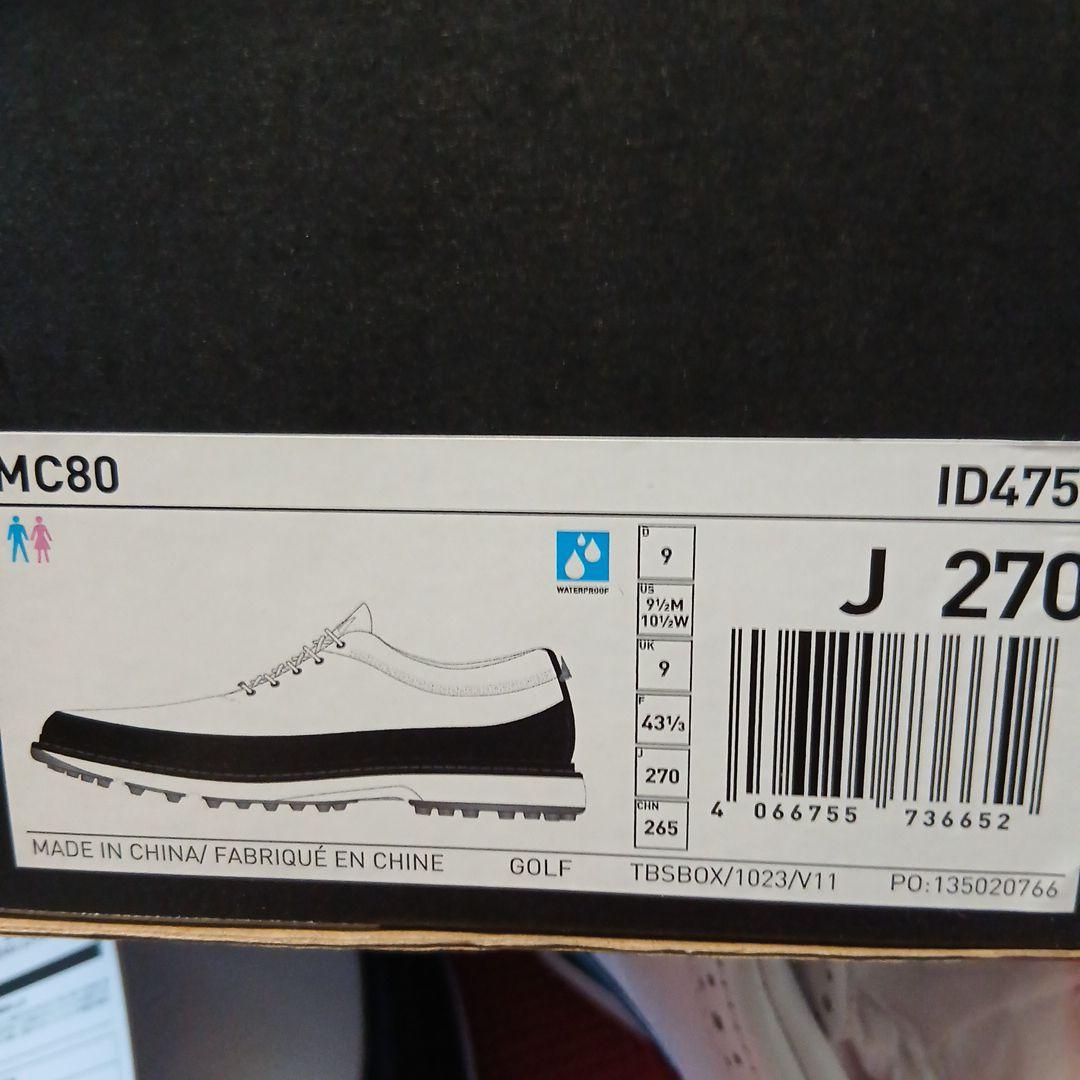 MC80
ID475
WATERPROOF
D
9
US
9½M
10½W
UK
9
F
43⅓
J
270
CHN
265
J 270
4 066755 736652
MADE IN CHINA/ FABRIQUÉ EN CHINE
GOLF
TBSBOX/1023/V11
PO:135020766